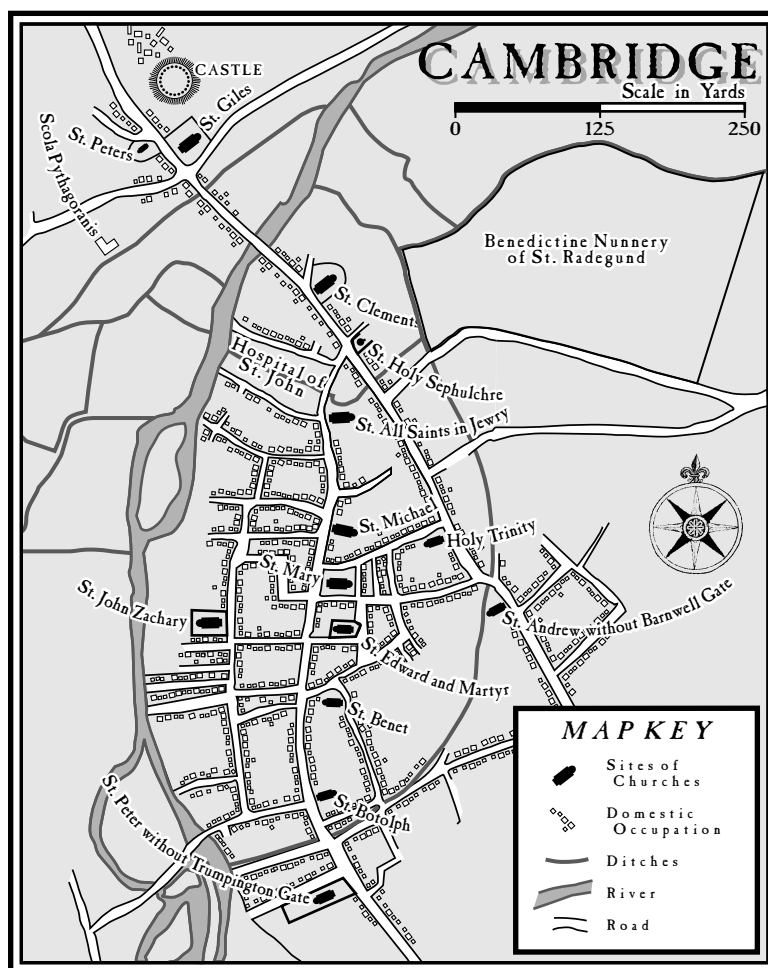 CAMBRIDGE
Scale in Yards
0 125 250
CASTLE
St. Giles
St. Peters
Scola Pythagoranis
Benedictine Nunnery
of St. Radegund
St. Clements
St. Holy Sephulchre
Hospital of
St. John
St. All Saints in Jewry
St. Michael
Holy Trinity
St. Mary
St. John Zachary
St. Andrew without Barnwell Gate
St. Edward and Martyr
St. Benet
St. Botolph
St. Peter without Trumpington Gate
MAP KEY
Sites of
Churches
Domestic
Occupation
Ditches
River
Road